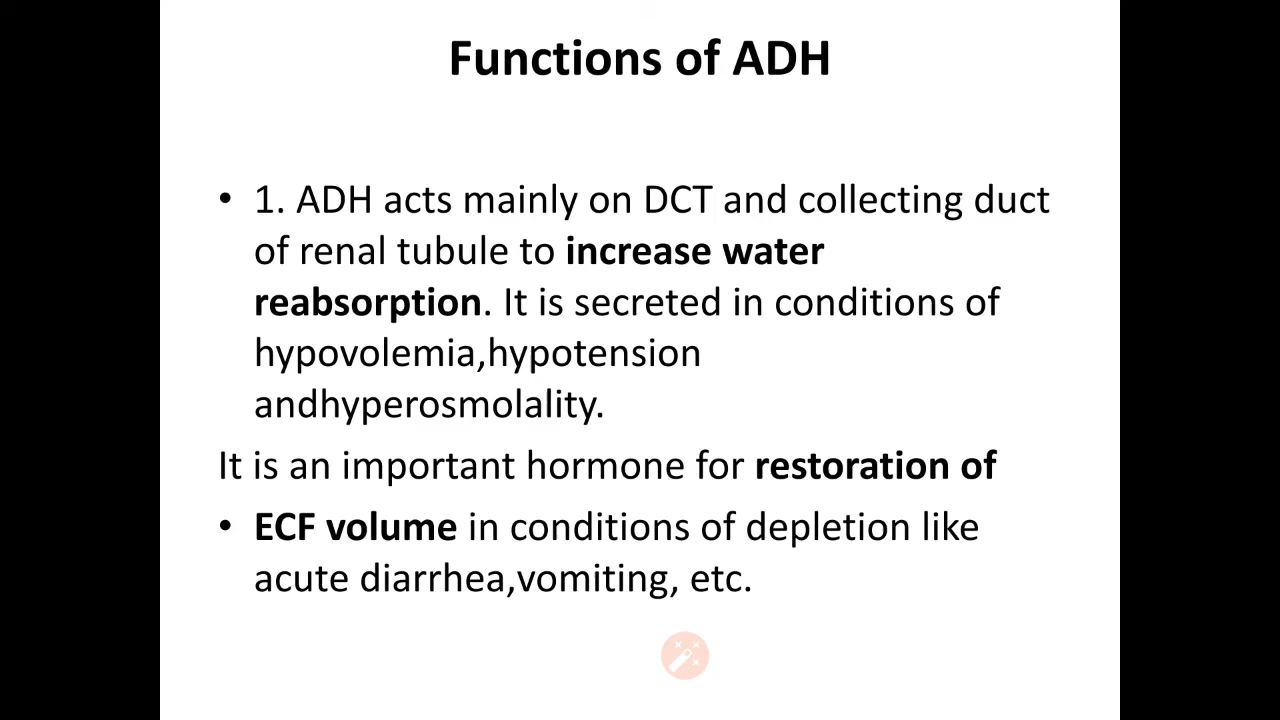 Functions of ADH
• 1. ADH acts mainly on DCT and collecting duct
of renal tubule to increase water
reabsorption. It is secreted in conditions of
hypovolemia,hypotension
andhyperosmolality.
It is an important hormone for restoration of
• ECF volume in conditions of depletion like
acute diarrhea,vomiting, etc.